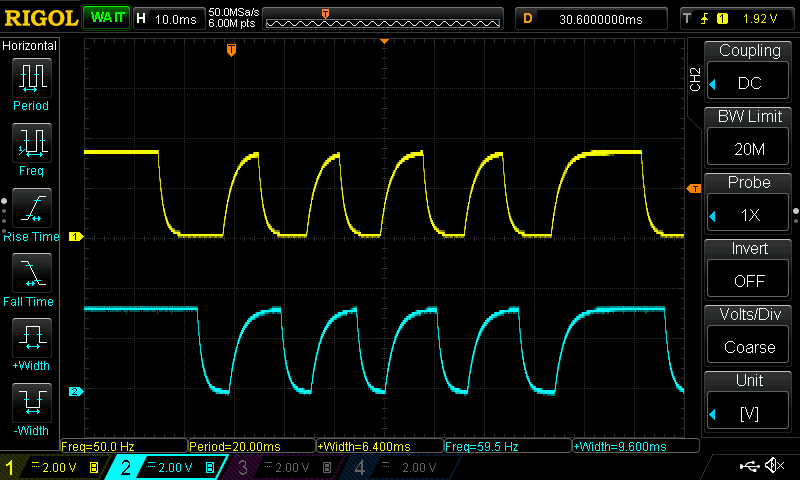 RIGOL WAIT H 10.0ms 50.0MSa/s 6.00M pts T D 30.6000000ms T 1 1.92 V
Horizontal
Period
Freq
Rise Time
Fall Time
+Width
-Width
T
T
1
2
CH2
Coupling
DC
BW Limit
20M
Probe
1X
Invert
OFF
Volts/Div
Coarse
Unit
[V]
Freq=50.0 Hz Period=20.00ms +Width=6.400ms Freq=59.5 Hz +Width=9.600ms
1 2.00 V B 2 2.00 V B 3 2.00 V B 4 2.00 V